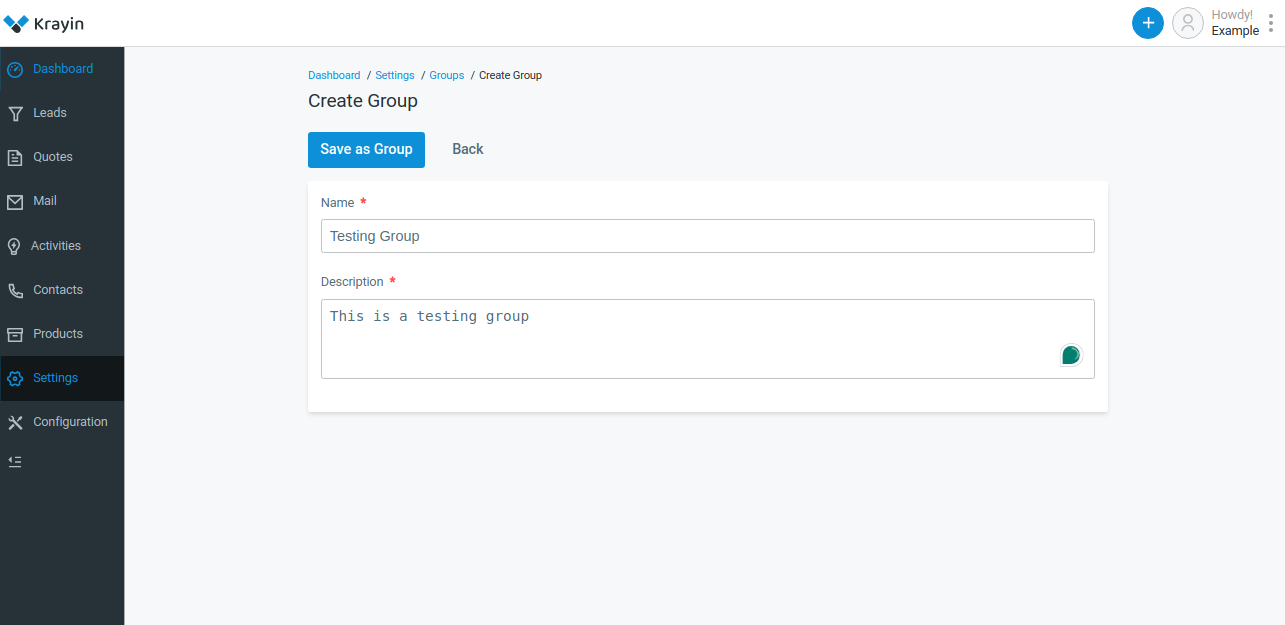 Krayin
Howdy!
Example
Dashboard
Leads
Quotes
Mail
Activities
Contacts
Products
Settings
Configuration
Dashboard / Settings / Groups / Create Group
Create Group
Save as Group Back
Name *
Testing Group
Description *
This is a testing group